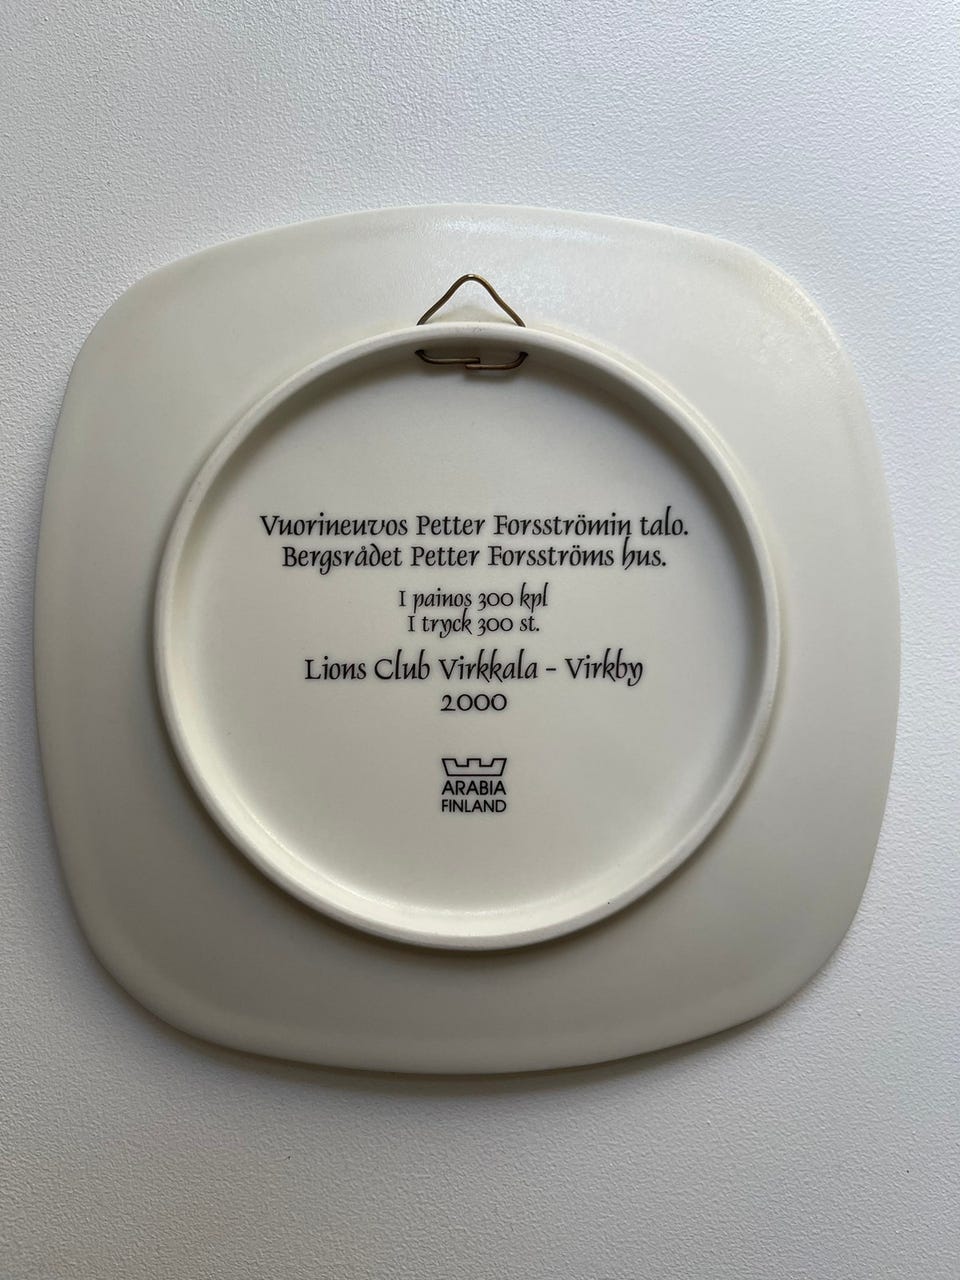 Vuorineuvos Petter Forsströmin talo.
Bergsrådet Petter Forsströms hus.
I painos 300 kpl
I tryck 300 st.
Lions Club Virkkala - Virkby
2000
ARABIA
FINLAND